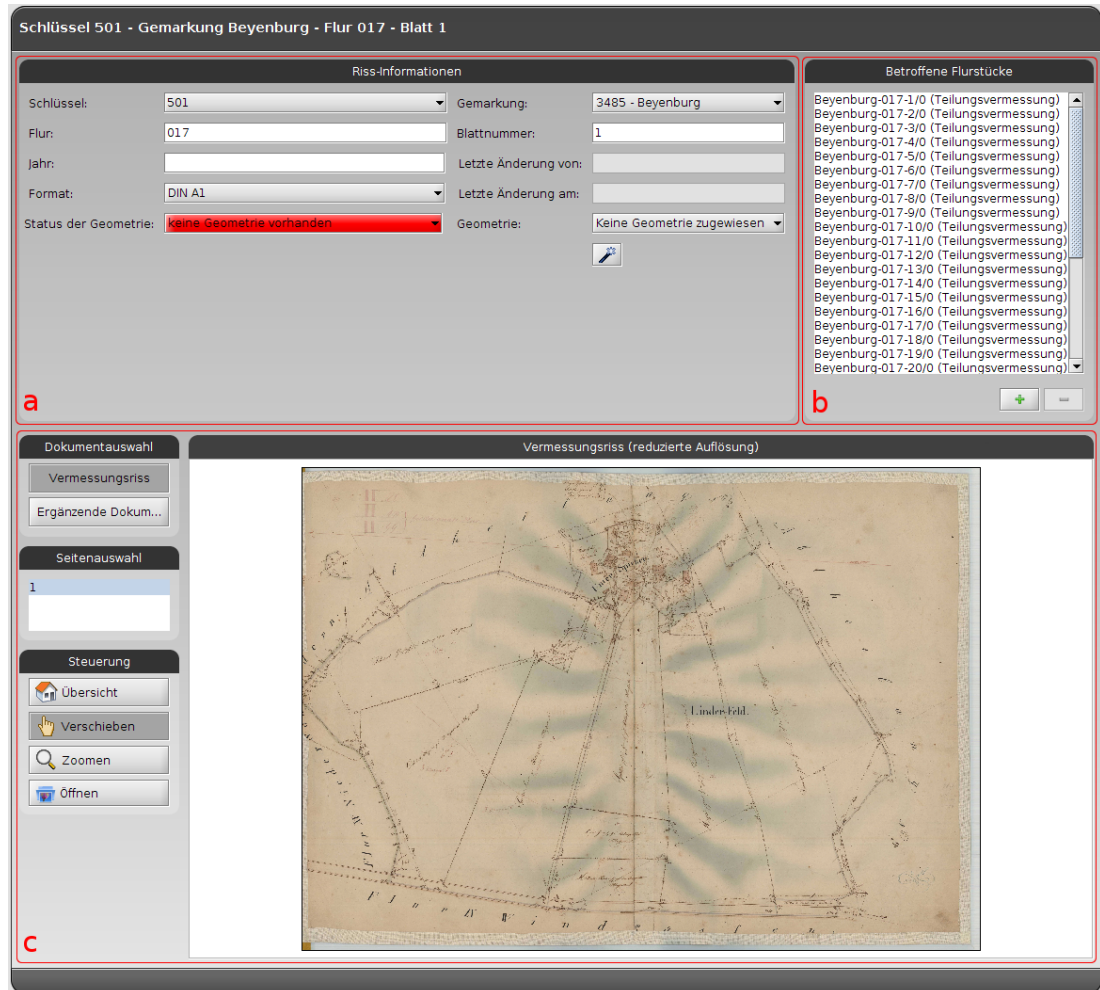 Schlüssel 501 - Gemarkung Beyenburg - Flur 017 - Blatt 1
Riss-Informationen
Schlüssel: 501 Gemarkung: 3485 - Beyenburg
Flur: 017 Blattnummer: 1
Jahr: Letzte Änderung von:
Format: DIN A1 Letzte Änderung am:
Status der Geometrie: keine Geometrie vorhanden Geometrie: Keine Geometrie zugewiesen
a
Betroffene Flurstücke
Beyenburg-017-1/0 (Teilungsvermessung)
Beyenburg-017-2/0 (Teilungsvermessung)
Beyenburg-017-3/0 (Teilungsvermessung)
Beyenburg-017-4/0 (Teilungsvermessung)
Beyenburg-017-5/0 (Teilungsvermessung)
Beyenburg-017-6/0 (Teilungsvermessung)
Beyenburg-017-7/0 (Teilungsvermessung)
Beyenburg-017-8/0 (Teilungsvermessung)
Beyenburg-017-9/0 (Teilungsvermessung)
Beyenburg-017-10/0 (Teilungsvermessung)
Beyenburg-017-11/0 (Teilungsvermessung)
Beyenburg-017-12/0 (Teilungsvermessung)
Beyenburg-017-13/0 (Teilungsvermessung)
Beyenburg-017-14/0 (Teilungsvermessung)
Beyenburg-017-15/0 (Teilungsvermessung)
Beyenburg-017-16/0 (Teilungsvermessung)
Beyenburg-017-17/0 (Teilungsvermessung)
Beyenburg-017-18/0 (Teilungsvermessung)
Beyenburg-017-19/0 (Teilungsvermessung)
Beyenburg-017-20/0 (Teilungsvermessung)
b
Dokumentauswahl
Vermessungsriss
Ergänzende Dokum...
Seitenauswahl
1
Steuerung
Übersicht
Verschieben
Zoomen
Öffnen
c
Vermessungsriss (reduzierte Auflösung)
Linder-Feld.